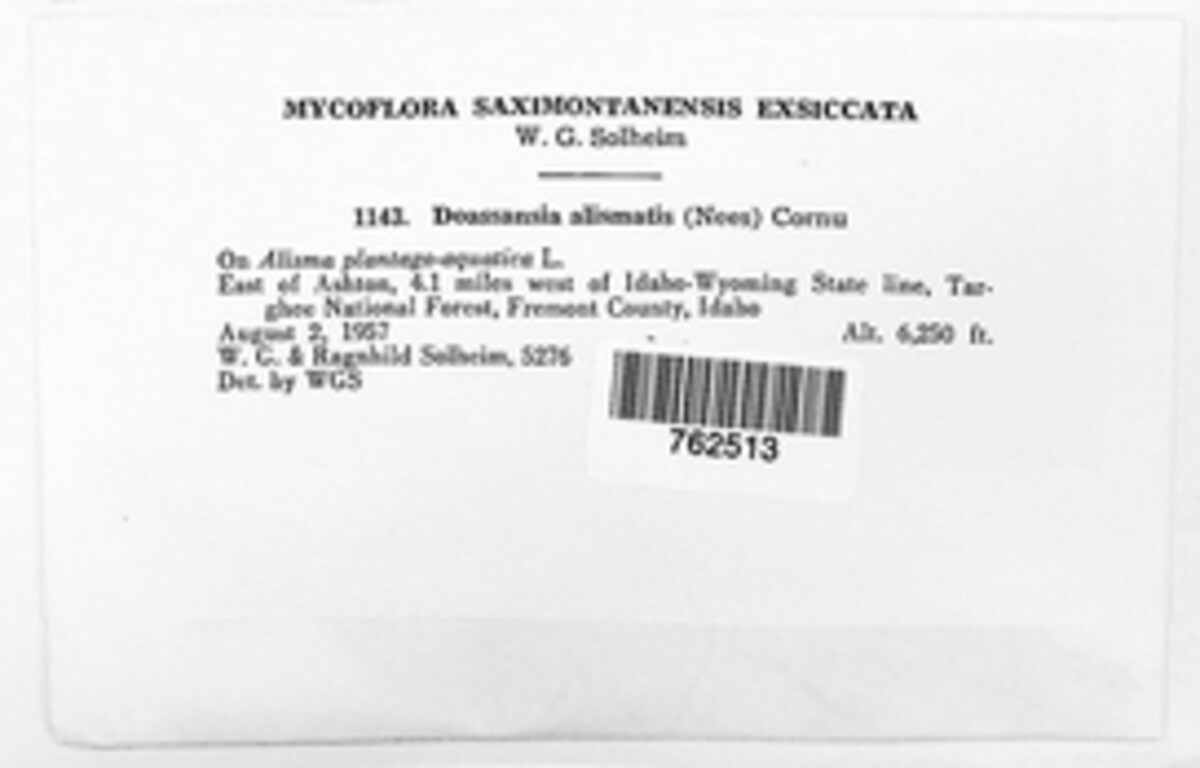 MYCOFLORA SAXIMONTANENSIS EXSICCATA
W. G. Solheim
1143. Doassansia alismatis (Nees) Cornu
On Alisma plantago-aquatica L.
East of Ashton, 4.1 miles west of Idaho-Wyoming State line, Tar-
ghee National Forest, Fremont County, Idaho
August 2, 1957 Alt. 6,250 ft.
W. G. & Ragnhild Solheim, 5276
Det. by WGS
762513